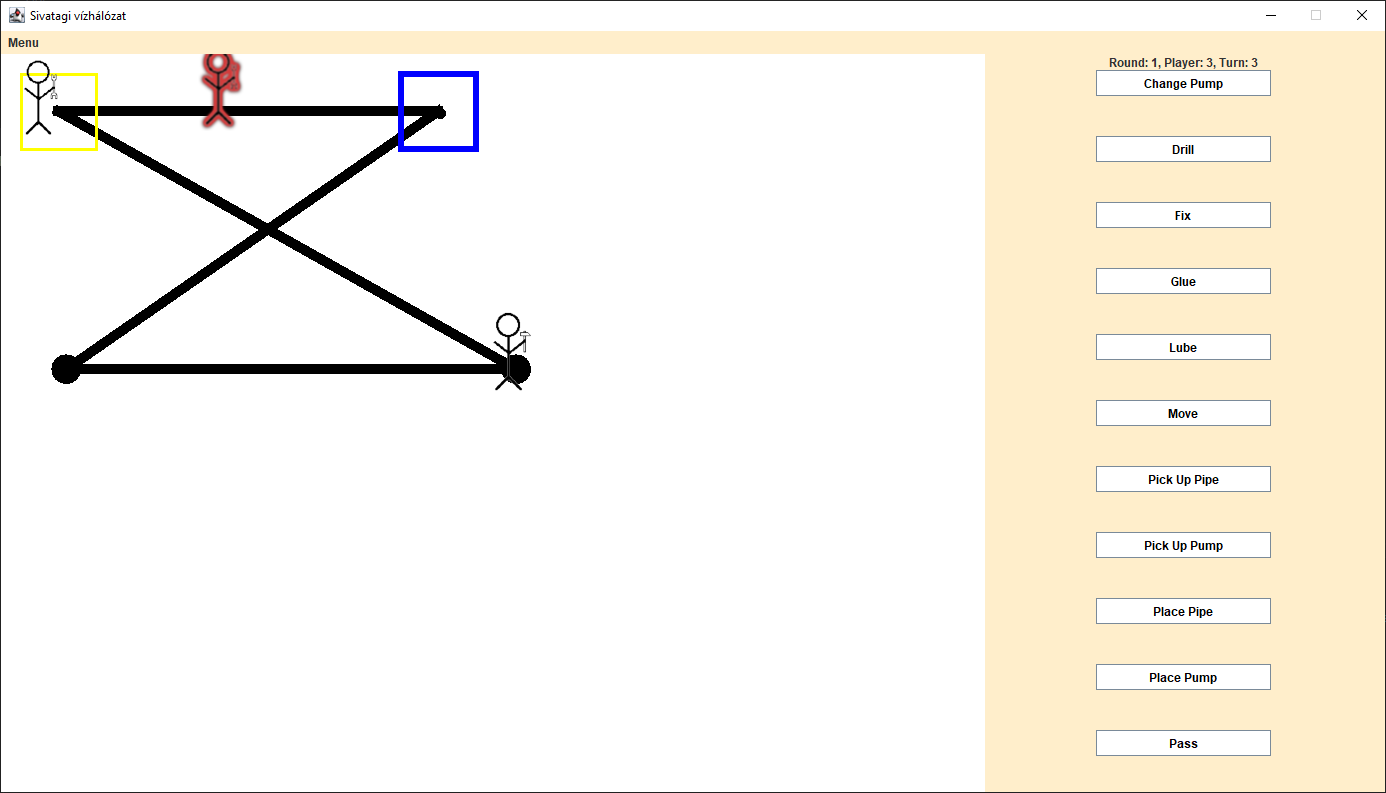 Sivatagi vízhálózat
Menu
Round: 1, Player: 3, Turn: 3
Change Pump
Drill
Fix
Glue
Lube
Move
Pick Up Pipe
Pick Up Pump
Place Pipe
Place Pump
Pass